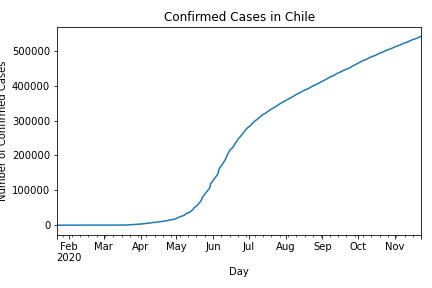 Confirmed Cases in Chile
Number of Confirmed Cases
500000
400000
300000
200000
100000
0
Feb Mar Apr May Jun Jul Aug Sep Oct Nov
2020
Day